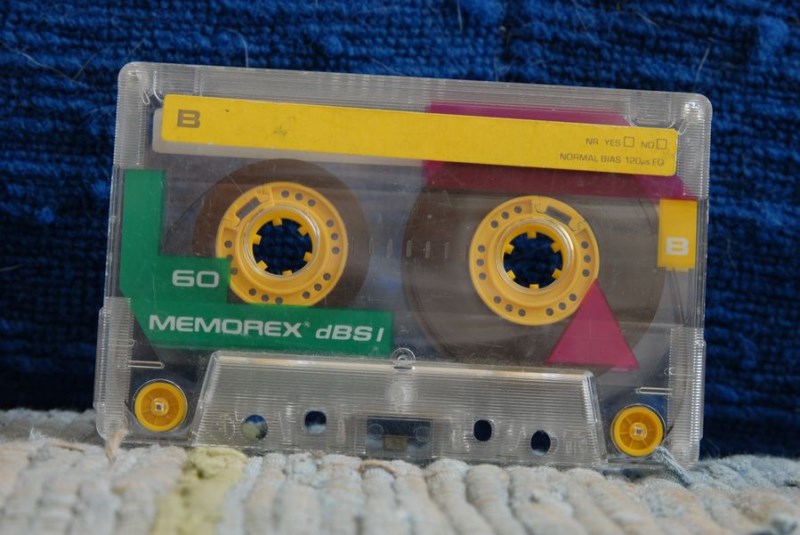 B
NR YES NO
NORMAL BIAS 120µs EQ
B
60
MEMOREX dBS I